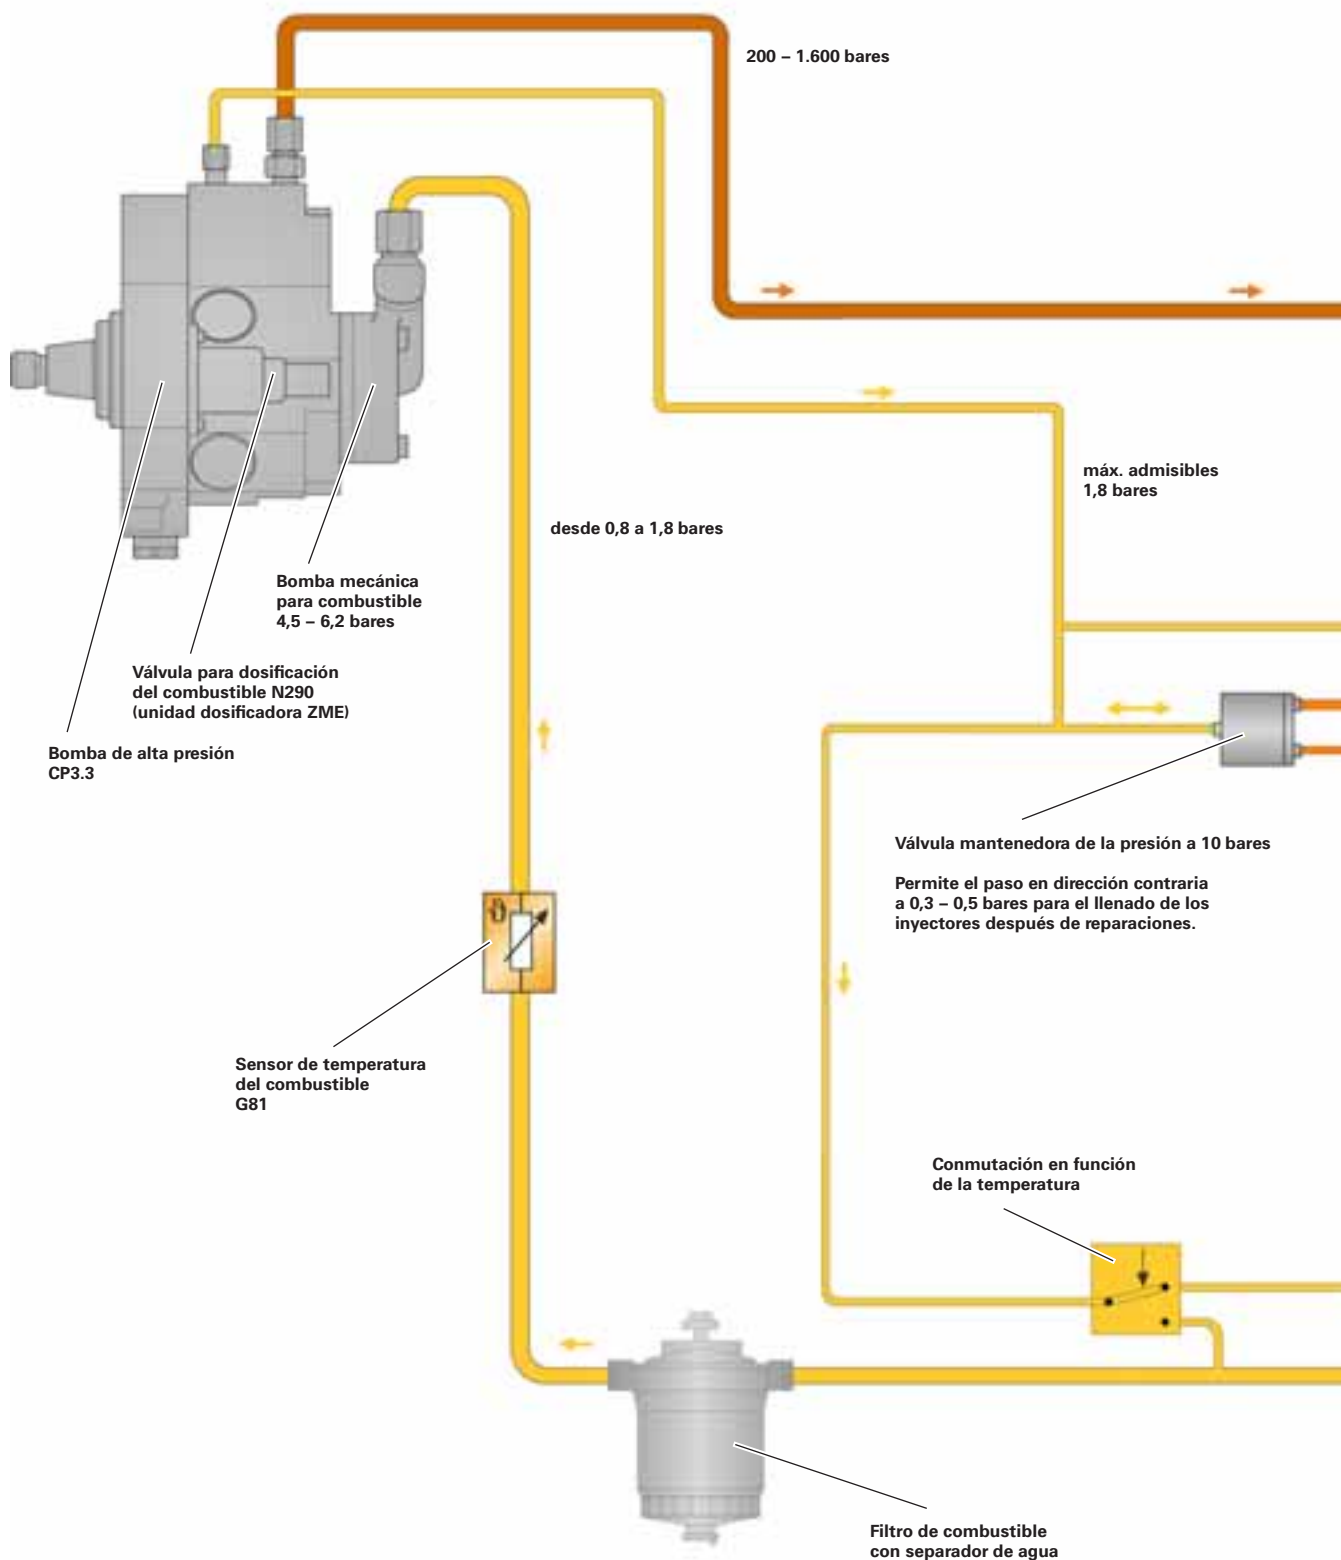 200 – 1.600 bares
máx. admisibles
1,8 bares
desde 0,8 a 1,8 bares
Bomba mecánica
para combustible
4,5 – 6,2 bares
Válvula para dosificación
del combustible N290
(unidad dosificadora ZME)
Bomba de alta presión
CP3.3
Válvula mantenedora de la presión a 10 bares
Permite el paso en dirección contraria
a 0,3 – 0,5 bares para el llenado de los
inyectores después de reparaciones.
Sensor de temperatura
del combustible
G81
Conmutación en función
de la temperatura
Filtro de combustible
con separador de agua